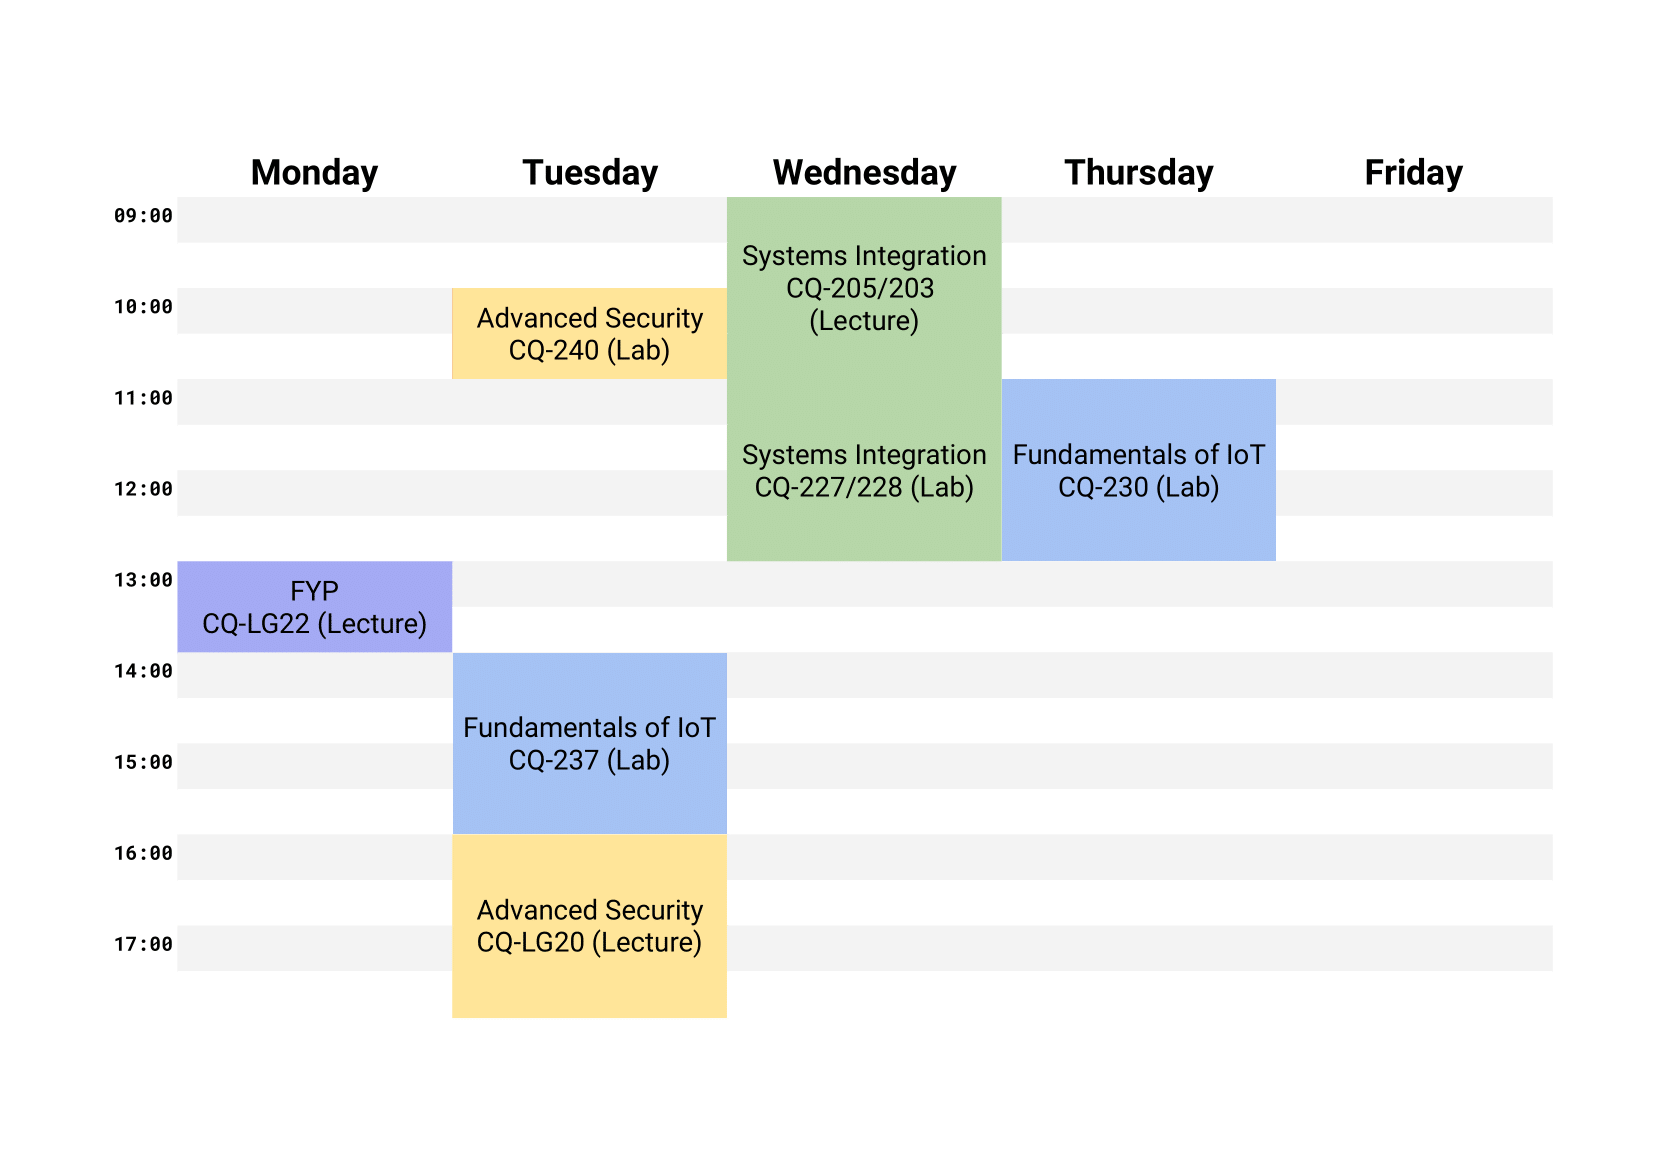 Monday
Tuesday
Wednesday
Thursday
Friday
09:00
Systems Integration
CQ-205/203
(Lecture)
10:00
Advanced Security
CQ-240 (Lab)
11:00
Systems Integration
CQ-227/228 (Lab)
Fundamentals of IoT
CQ-230 (Lab)
12:00
13:00
FYP
CQ-LG22 (Lecture)
14:00
Fundamentals of IoT
CQ-237 (Lab)
15:00
16:00
Advanced Security
CQ-LG20 (Lecture)
17:00